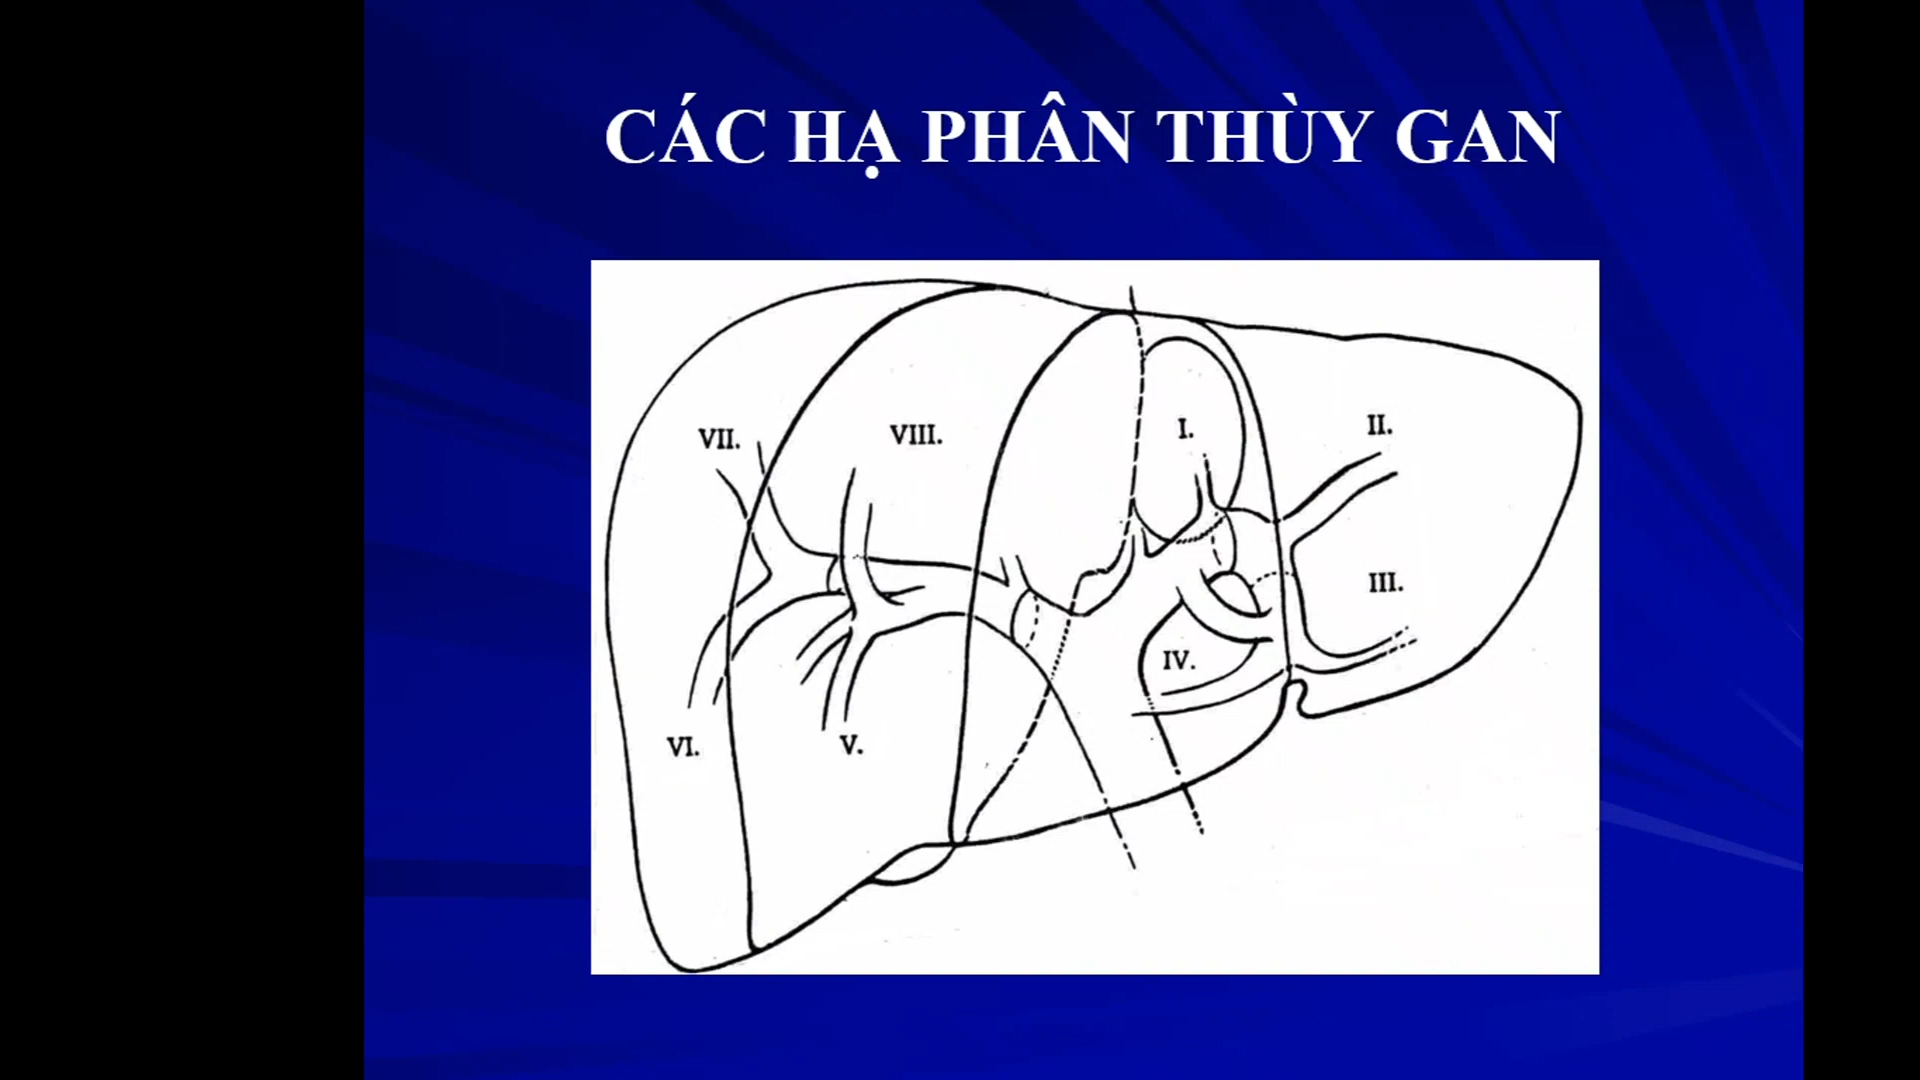 CÁC HẠ PHÂN THÙY GAN
VII.
VIII.
I.
II.
III.
IV.
VI.
V.